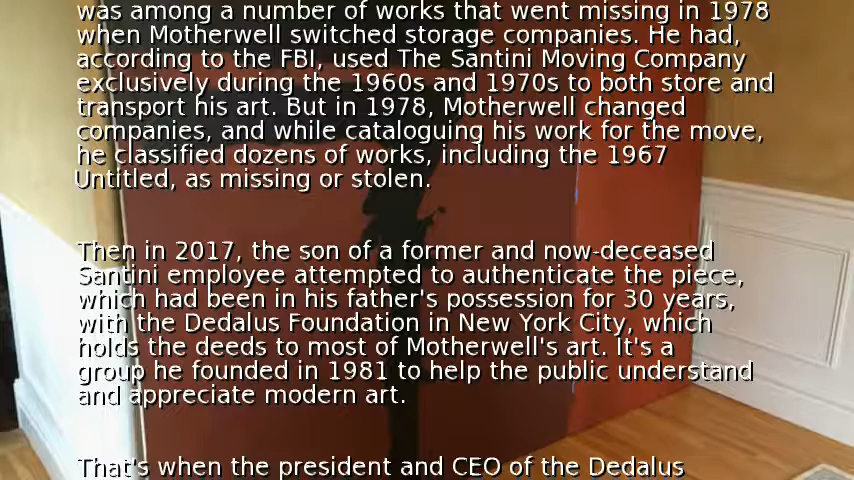 was among a number of works that went missing in 1978
when Motherwell switched storage companies. He had,
according to the FBI, used The Santini Moving Company
exclusively during the 1960s and 1970s to both store and
transport his art. But in 1978, Motherwell changed
companies, and while cataloguing his work for the move,
he classified dozens of works, including the 1967
Untitled, as missing or stolen.
Then in 2017, the son of a former and now-deceased
Santini employee attempted to authenticate the piece,
which had been in his father's possession for 30 years,
with the Dedalus Foundation in New York City, which
holds the deeds to most of Motherwell's art. It's a
group he founded in 1981 to help the public understand
and appreciate modern art.
That's when the president and CEO of the Dedalus